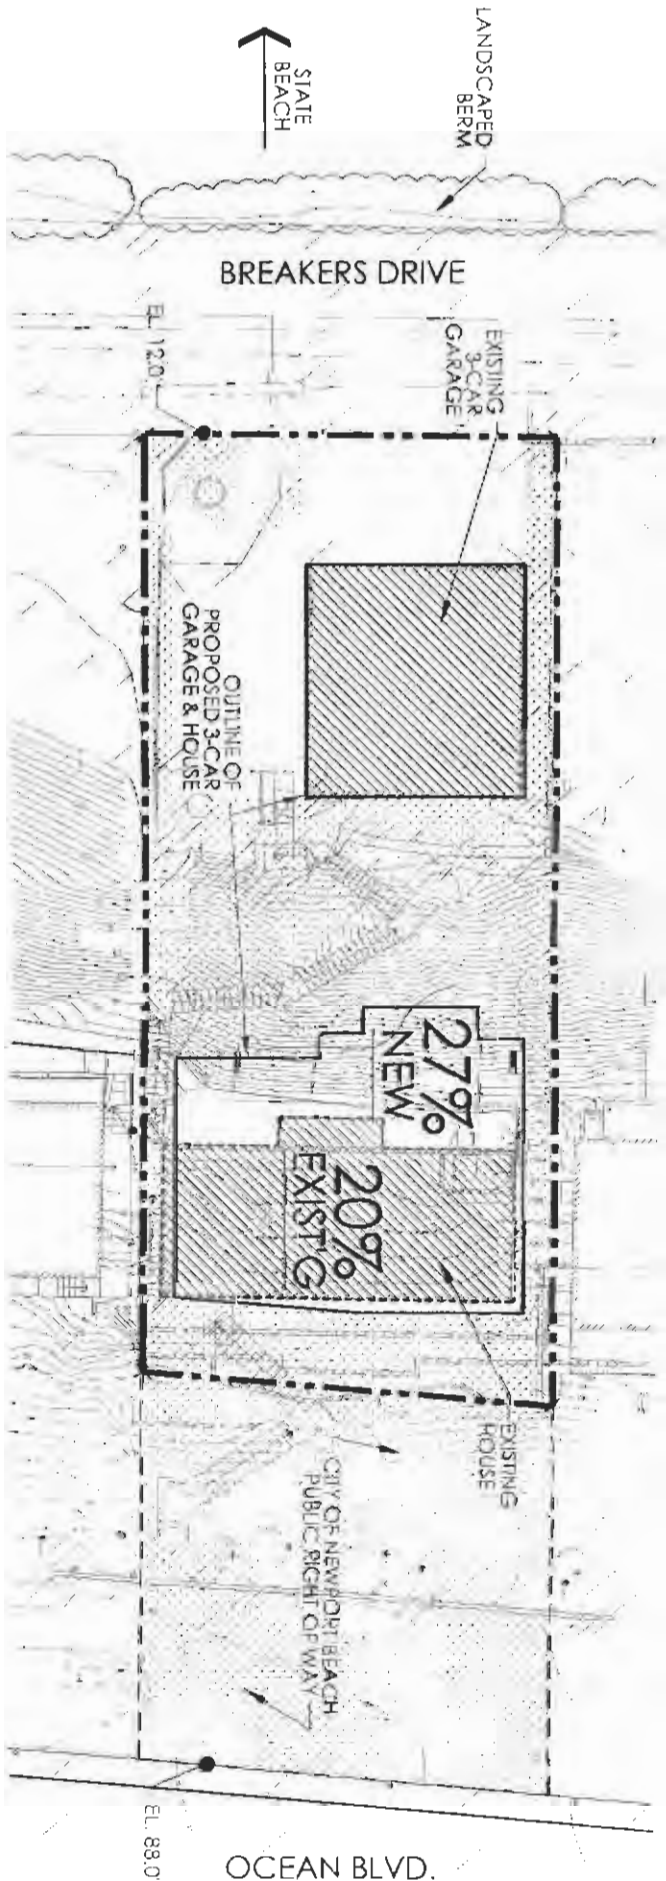 LANDSCAPED
BERM
STATE
BEACH
BREAKERS DRIVE
EL. 12.0'
EXISTING
3-CAR
GARAGE
OUTLINE OF
PROPOSED 3-CAR
GARAGE & HOUSE
27%
NEW
20%
EXIST'G
EXISTING
HOUSE
CITY OF NEWPORT BEACH
PUBLIC RIGHT OF WAY
EL. 88.0'
OCEAN BLVD.